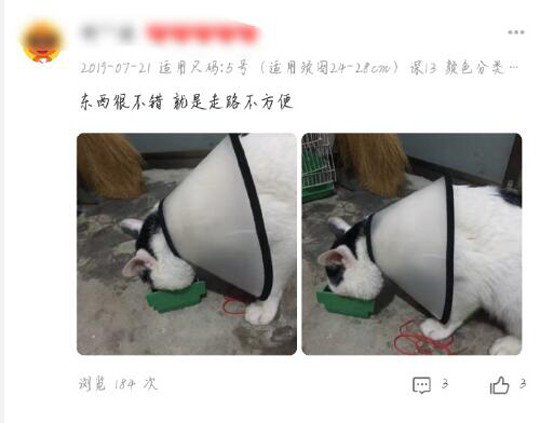 2019-07-21 适用尺码:5号 (适用颈围24-28cm) 深13 颜色分类…
东西很不错 就是走路不方便
浏览 184 次
3
3